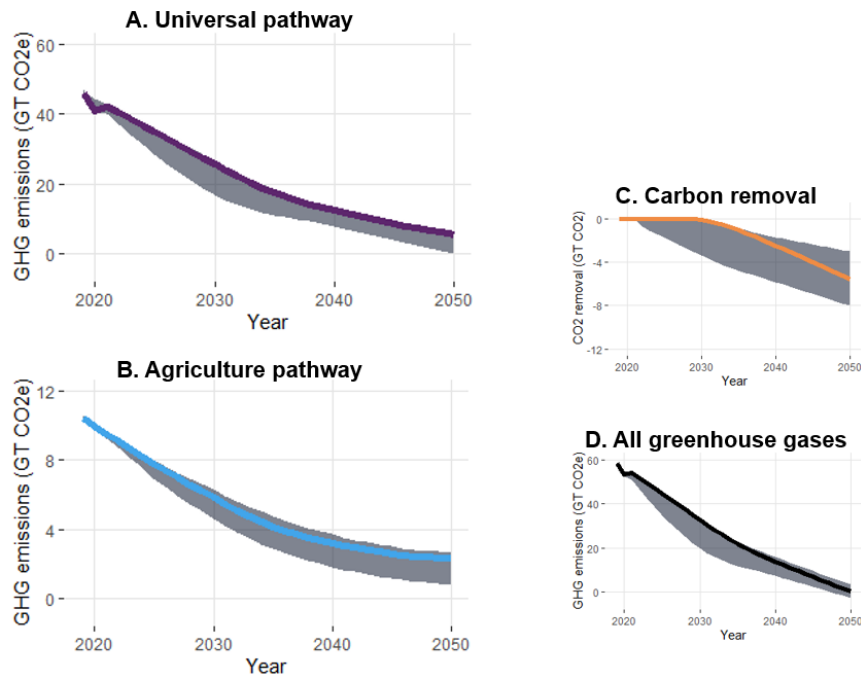 A. Universal pathway
GHG emissions (GT CO2e)
60
40
20
0
2020 2030 2040 2050
Year
B. Agriculture pathway
GHG emissions (GT CO2e)
12
8
4
0
2020 2030 2040 2050
Year
C. Carbon removal
CO2 removal (GT CO2)
0
-4
-8
-12
2020 2030 2040 2050
Year
D. All greenhouse gases
GHG emissions (GT CO2e)
60
40
20
0
2020 2030 2040 2050
Year